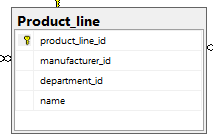 Product_line
product_line_id
manufacturer_id
department_id
name